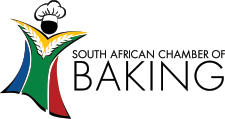 SOUTH AFRICAN CHAMBER OF
BAKING